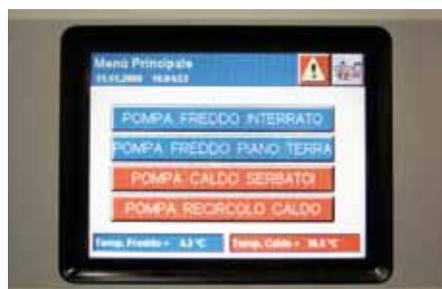 Menù Principale
POMPA FREDDO INTERRATO
POMPA FREDDO PIANO TERRA
POMPA CALDO SERBATOI
POMPA RECIRCOLO CALDO
Temp. Freddo =  °C
Temp. Caldo =  °C